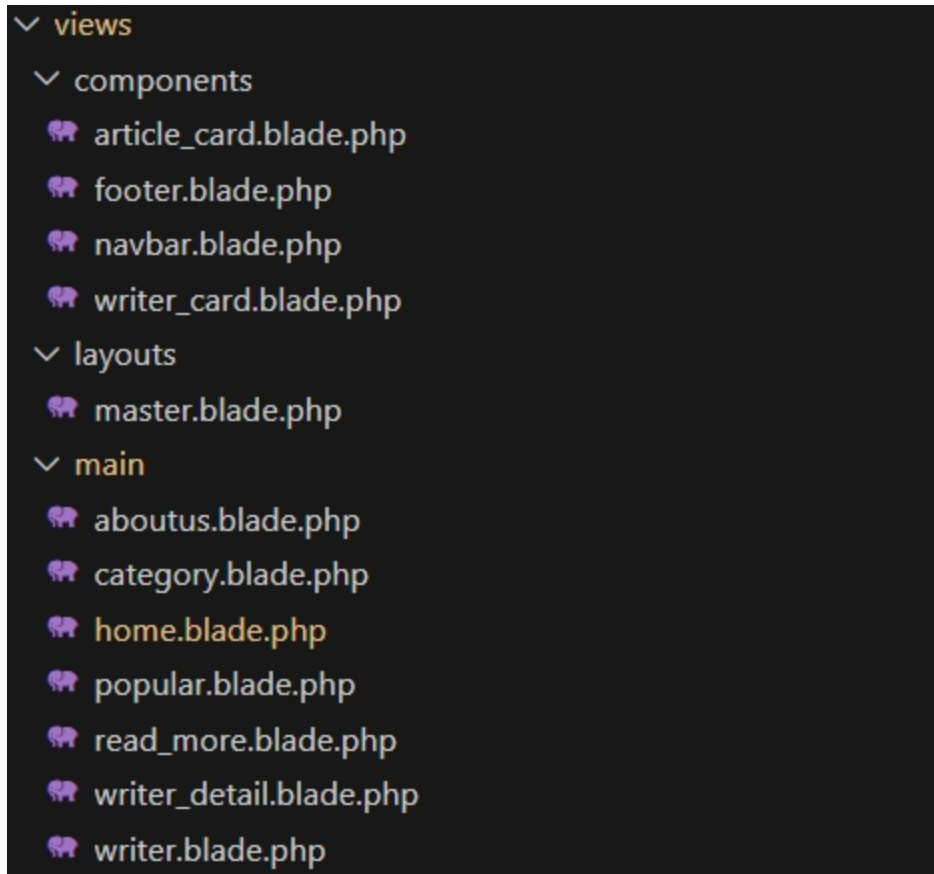 views
components
article_card.blade.php
footer.blade.php
navbar.blade.php
writer_card.blade.php
layouts
master.blade.php
main
aboutus.blade.php
category.blade.php
home.blade.php
popular.blade.php
read_more.blade.php
writer_detail.blade.php
writer.blade.php